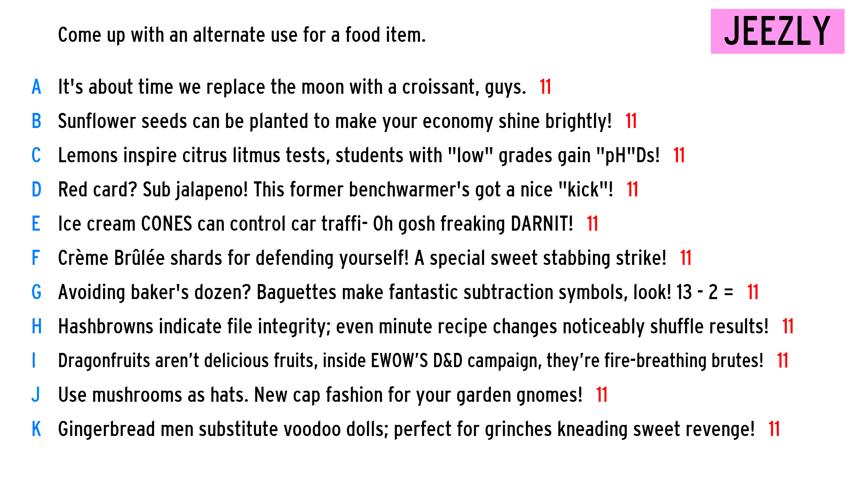 Come up with an alternate use for a food item.
JEEZLY
A It's about time we replace the moon with a croissant, guys. 11
B Sunflower seeds can be planted to make your economy shine brightly! 11
C Lemons inspire citrus litmus tests, students with "low" grades gain "pH"Ds! 11
D Red card? Sub jalapeno! This former benchwarmer's got a nice "kick"! 11
E Ice cream CONES can control car traffi- Oh gosh freaking DARNIT! 11
F Crème Brûlée shards for defending yourself! A special sweet stabbing strike! 11
G Avoiding baker's dozen? Baguettes make fantastic subtraction symbols, look! 13 - 2 = 11
H Hashbrowns indicate file integrity; even minute recipe changes noticeably shuffle results! 11
I Dragonfruits aren’t delicious fruits, inside EWOW’S D&D campaign, they’re fire-breathing brutes! 11
J Use mushrooms as hats. New cap fashion for your garden gnomes! 11
K Gingerbread men substitute voodoo dolls; perfect for grinches kneading sweet revenge! 11